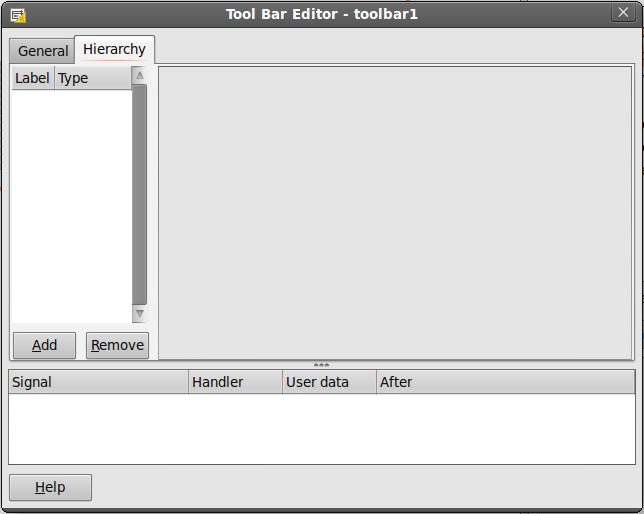 Tool Bar Editor - toolbar1
General Hierarchy
Label Type
Add Remove
Signal Handler User data After
Help